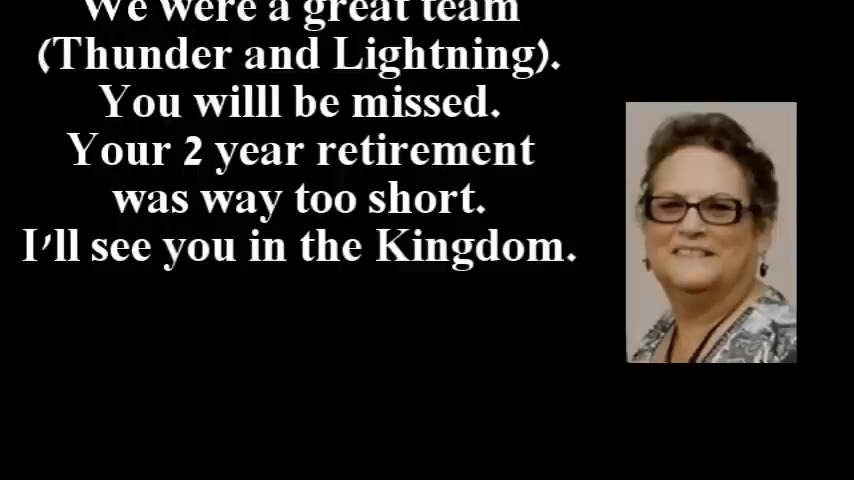 We were a great team
(Thunder and Lightning).
You willl be missed.
Your 2 year retirement
was way too short.
I'll see you in the Kingdom.